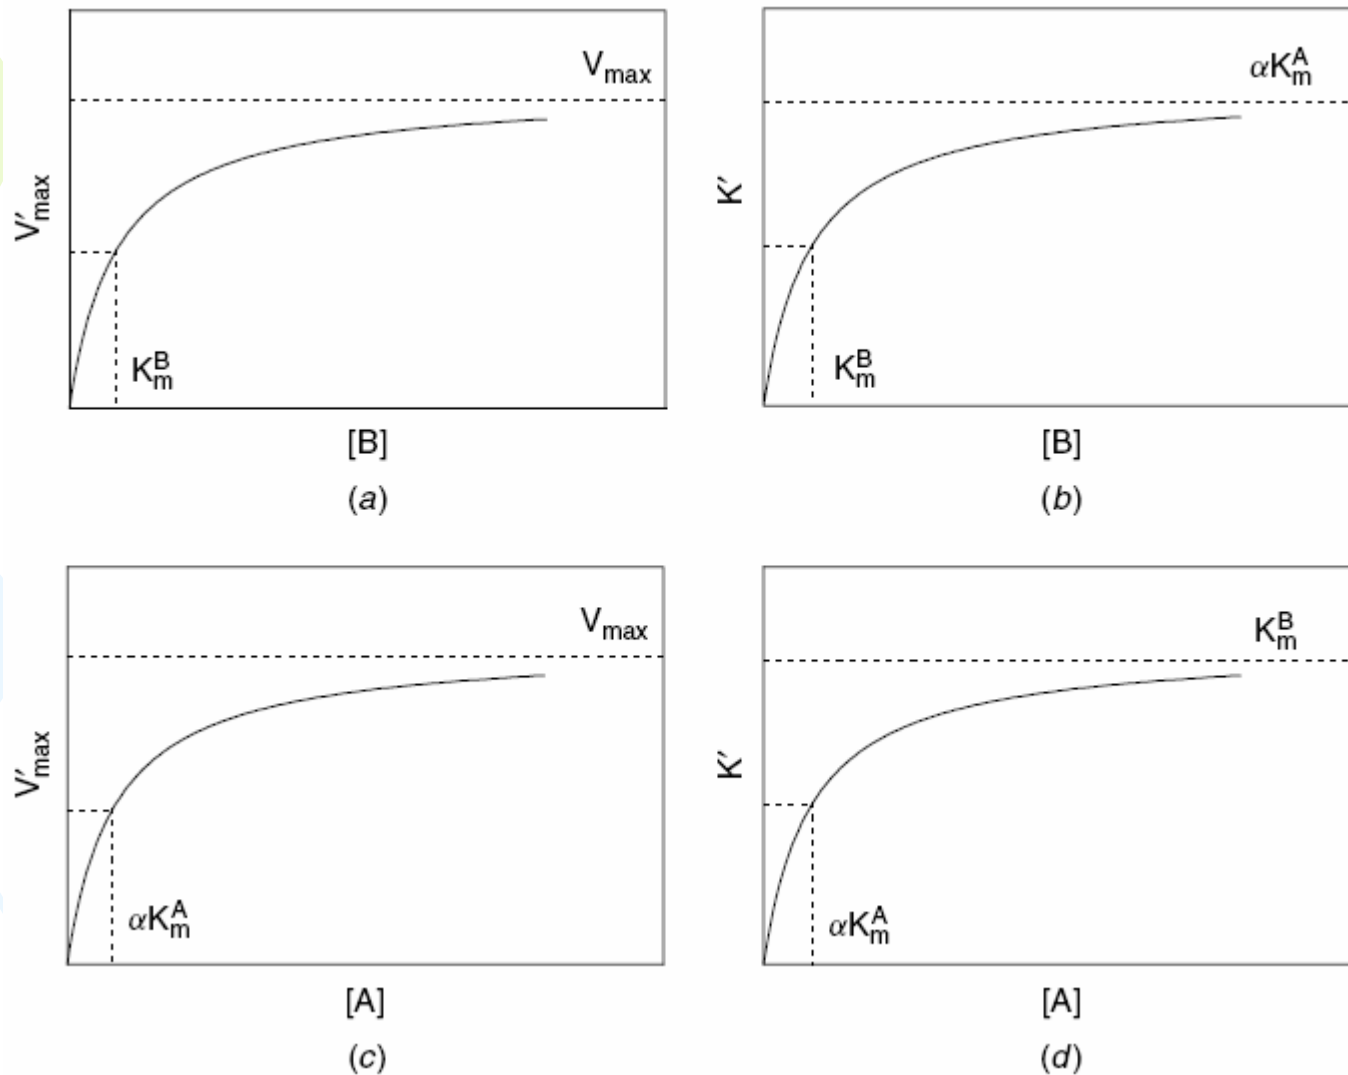 V_max
V′_max
K_m^B
[B]
(a)
αK_m^A
K′
K_m^B
[B]
(b)
V_max
V′_max
αK_m^A
[A]
(c)
K_m^B
K′
αK_m^A
[A]
(d)